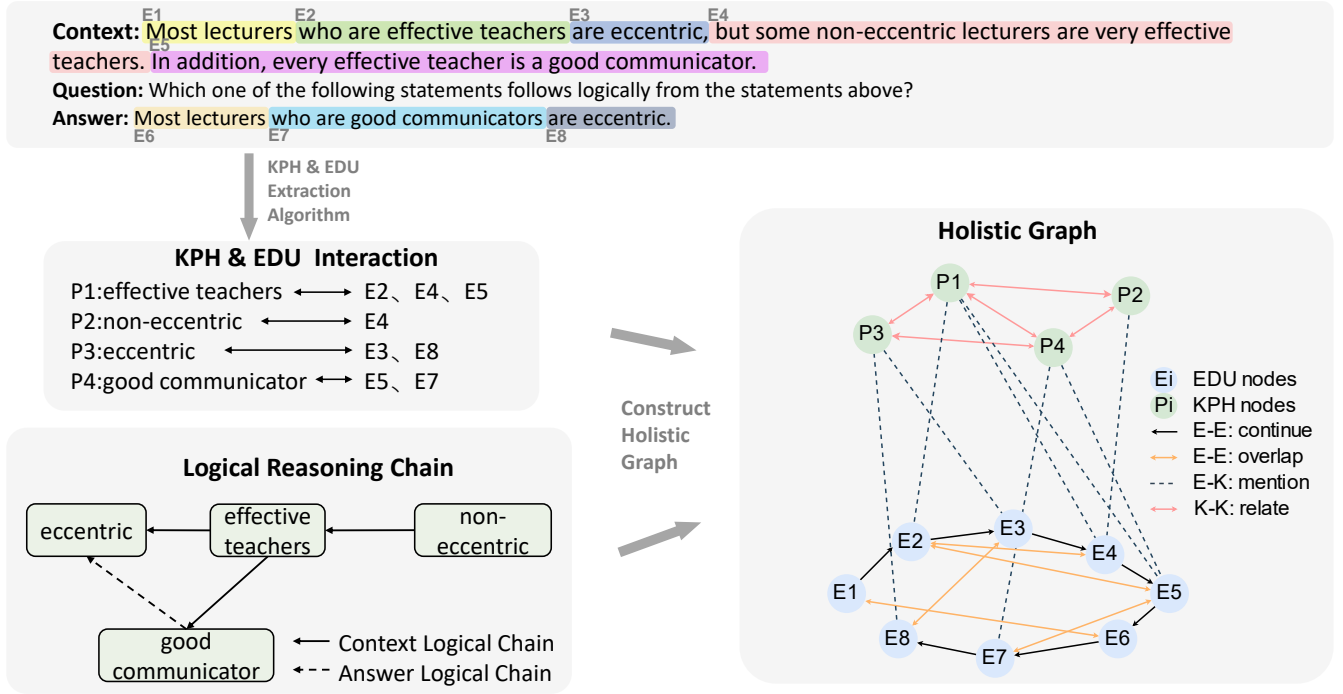 E1 E2 E3 E4
Context: Most lecturers who are effective teachers are eccentric, but some non-eccentric lecturers are very effective
E5
teachers. In addition, every effective teacher is a good communicator.
Question: Which one of the following statements follows logically from the statements above?
Answer: Most lecturers who are good communicators are eccentric.
E6 E7 E8
KPH & EDU
Extraction
Algorithm
KPH & EDU Interaction
P1:effective teachers E2、E4、E5
P2:non-eccentric E4
P3:eccentric E3、E8
P4:good communicator E5、E7
Logical Reasoning Chain
eccentric
effective
teachers
non-
eccentric
good
communicator
Context Logical Chain
Answer Logical Chain
Construct
Holistic
Graph
Holistic Graph
P1
P2
P3
P4
E1
E2
E3
E4
E5
E6
E7
E8
Ei EDU nodes
Pi KPH nodes
E-E: continue
E-E: overlap
E-K: mention
K-K: relate